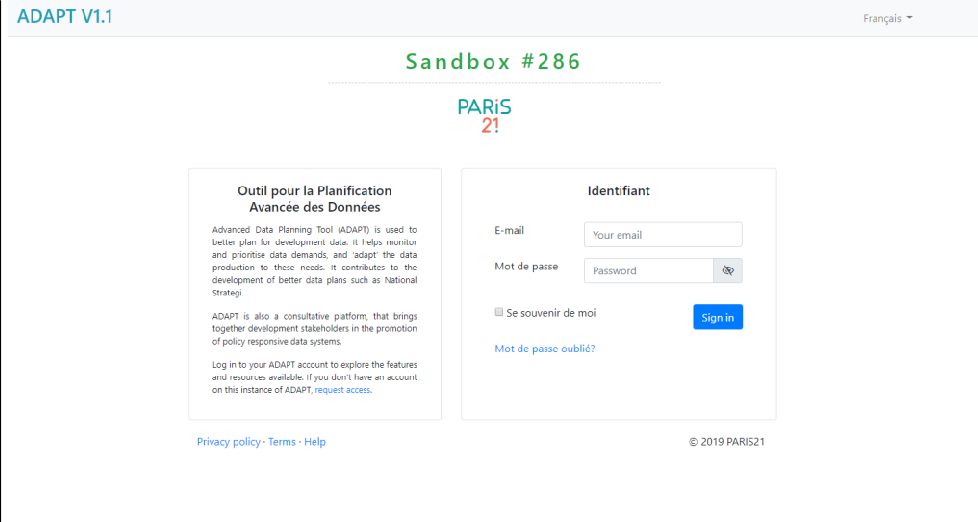 ADAPT V1.1
Français
Sandbox #286
PARiS
21!
Outil pour la Planification
Avancée des Données
Advanced Data Planning Tool (ADAPT) is used to
better plan for development data. It helps monitor
and prioritise data demands, and 'adapt' the data
production to these needs. It contributes to the
development of better data plans such as National
Strategi
ADAPT is also a consultative platform, that brings
together development stakeholders in the promotion
of policy responsive data systems.
Log in to your ADAPT account to explore the features
and resources available. If you don't have an account
on this instance of ADAPT, request access.
Identifiant
E-mail
Your email
Mot de passe
Password
Se souvenir de moi
Sign in
Mot de passe oublié?
Privacy policy · Terms · Help
© 2019 PARIS21